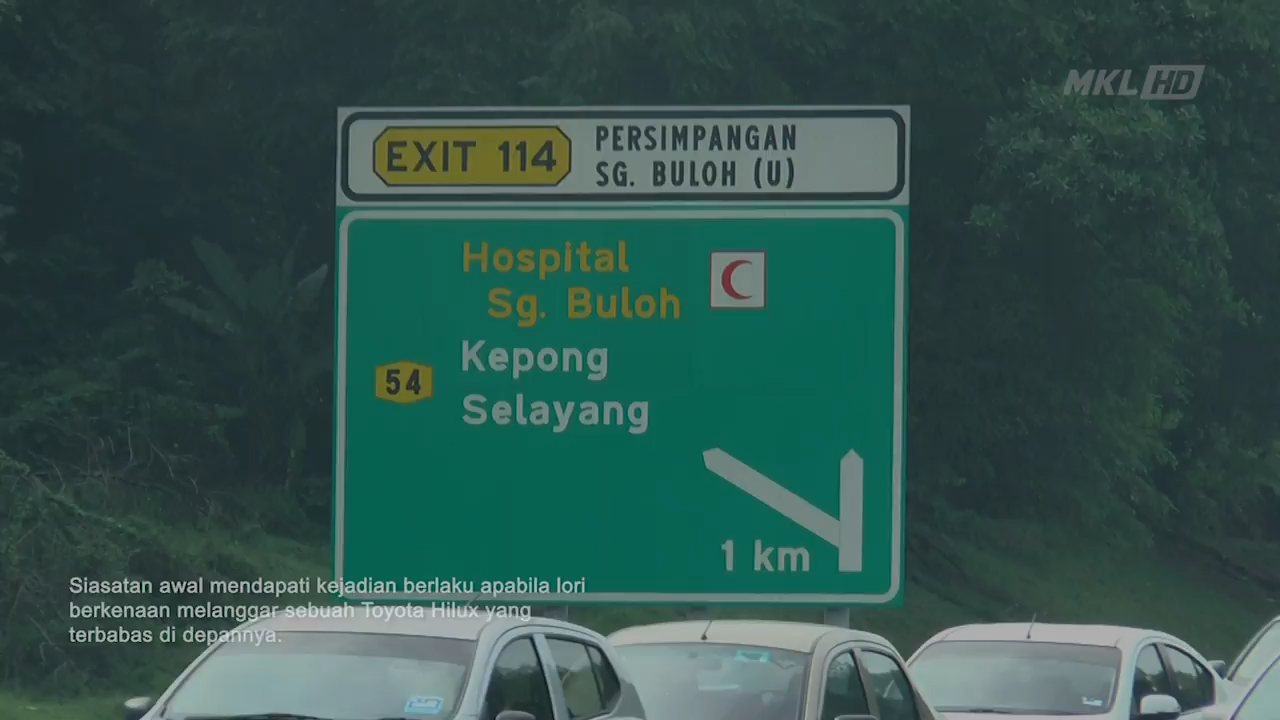 MKL HD
EXIT 114
PERSIMPANGAN
SG. BULOH (U)
Hospital
Sg. Buloh
54
Kepong
Selayang
1 km
Siasatan awal mendapati kejadian berlaku apabila lori
berkenaan melanggar sebuah Toyota Hilux yang
terbabas di depannya.